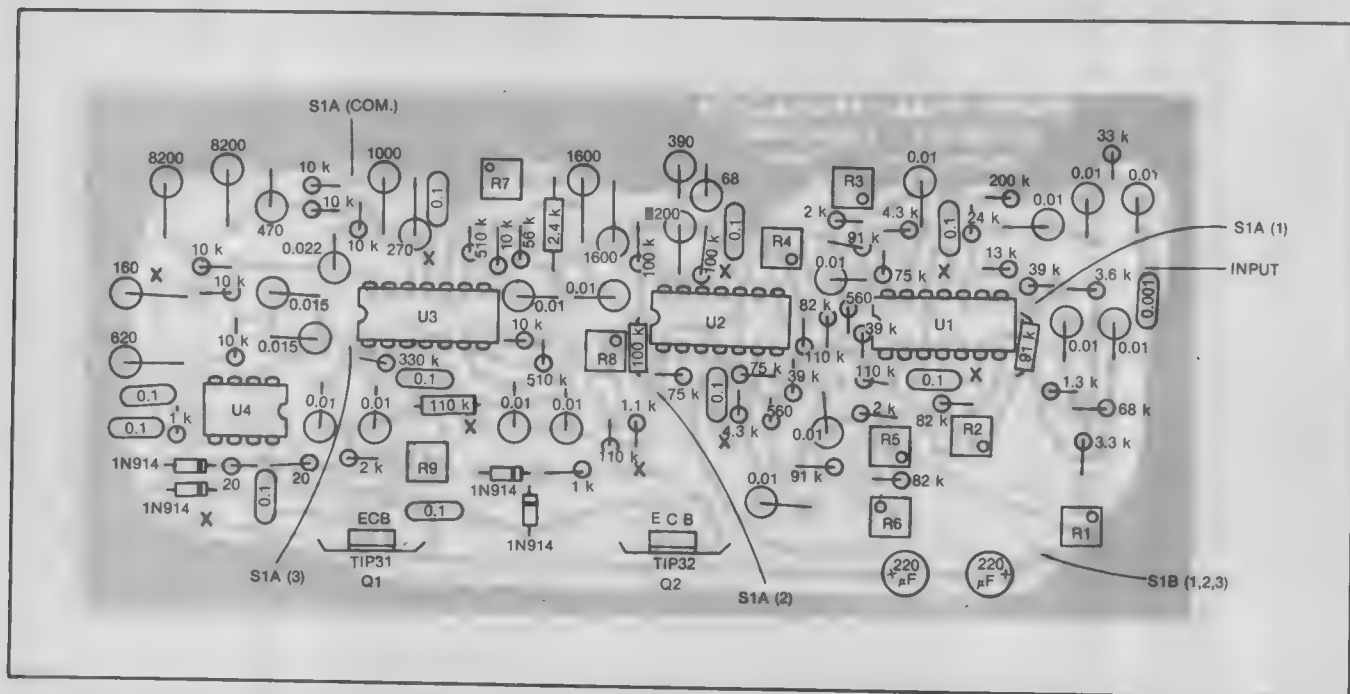 S1A (COM.)
8200
8200
10 k
1000
R7
1600
390
68
R3
0.01
33 k
0.01
0.01
10 k
470
10 k
270
0.1
510 k
10 k
56 k
2.4 k
1600
100 k
200
100 k
0.1
R4
2 k
91 k
4.3 k
0.1
24 k
200 k
0.01
S1A (1)
INPUT
160
X
10 k
10 k
0.022
0.015
X
0.01
0.01
X
0.01
75 k
X
13 k
39 k
3.6 k
0.001
U3
U2
82 k
560
39 k
U1
91 k
0.01
0.01
620
10 k
0.015
330 k
0.1
10 k
510 k
R8
100 k
75 k
75 k
110 k
39 k
110 k
0.1
X
1.3 k
68 k
0.1
0.1
1 k
U4
0.01
0.01
110 k
X
0.01
0.01
1.1 k
110 k
X
0.1
4.3 k
X
560
0.01
2 k
82 k
R2
R5
3.3 k
1N914
1N914
20
X
0.1
20
2 k
R9
0.1
1N914
1N914
1 k
91 k
0.01
82 k
R6
R1
ECB
TIP31
Q1
E C B
TIP32
Q2
S1A (3)
S1A (2)
+220
µF
220
µF+
S1B (1,2,3)